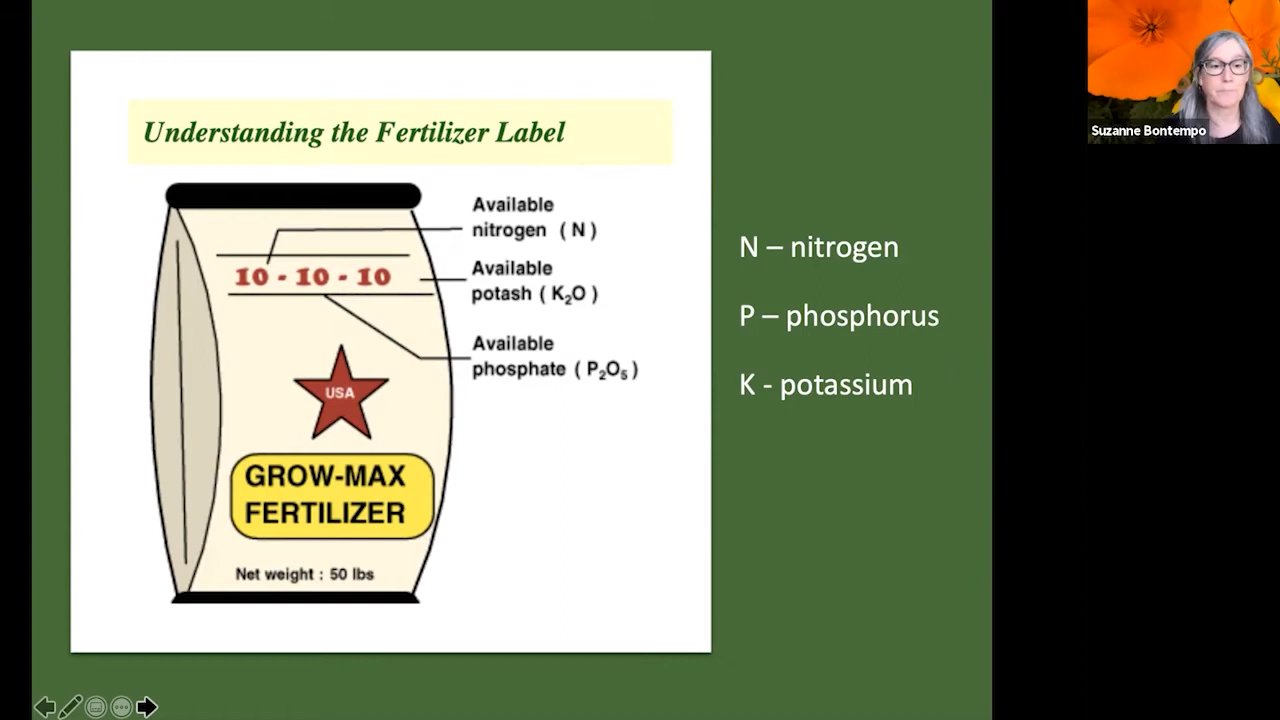 Understanding the Fertilizer Label
Available
nitrogen ( N )
10 - 10 - 10
Available
potash ( K₂O )
Available
phosphate ( P₂O₅ )
USA
GROW-MAX
FERTILIZER
Net weight : 50 lbs
N – nitrogen
P – phosphorus
K - potassium
Suzanne Bontempo